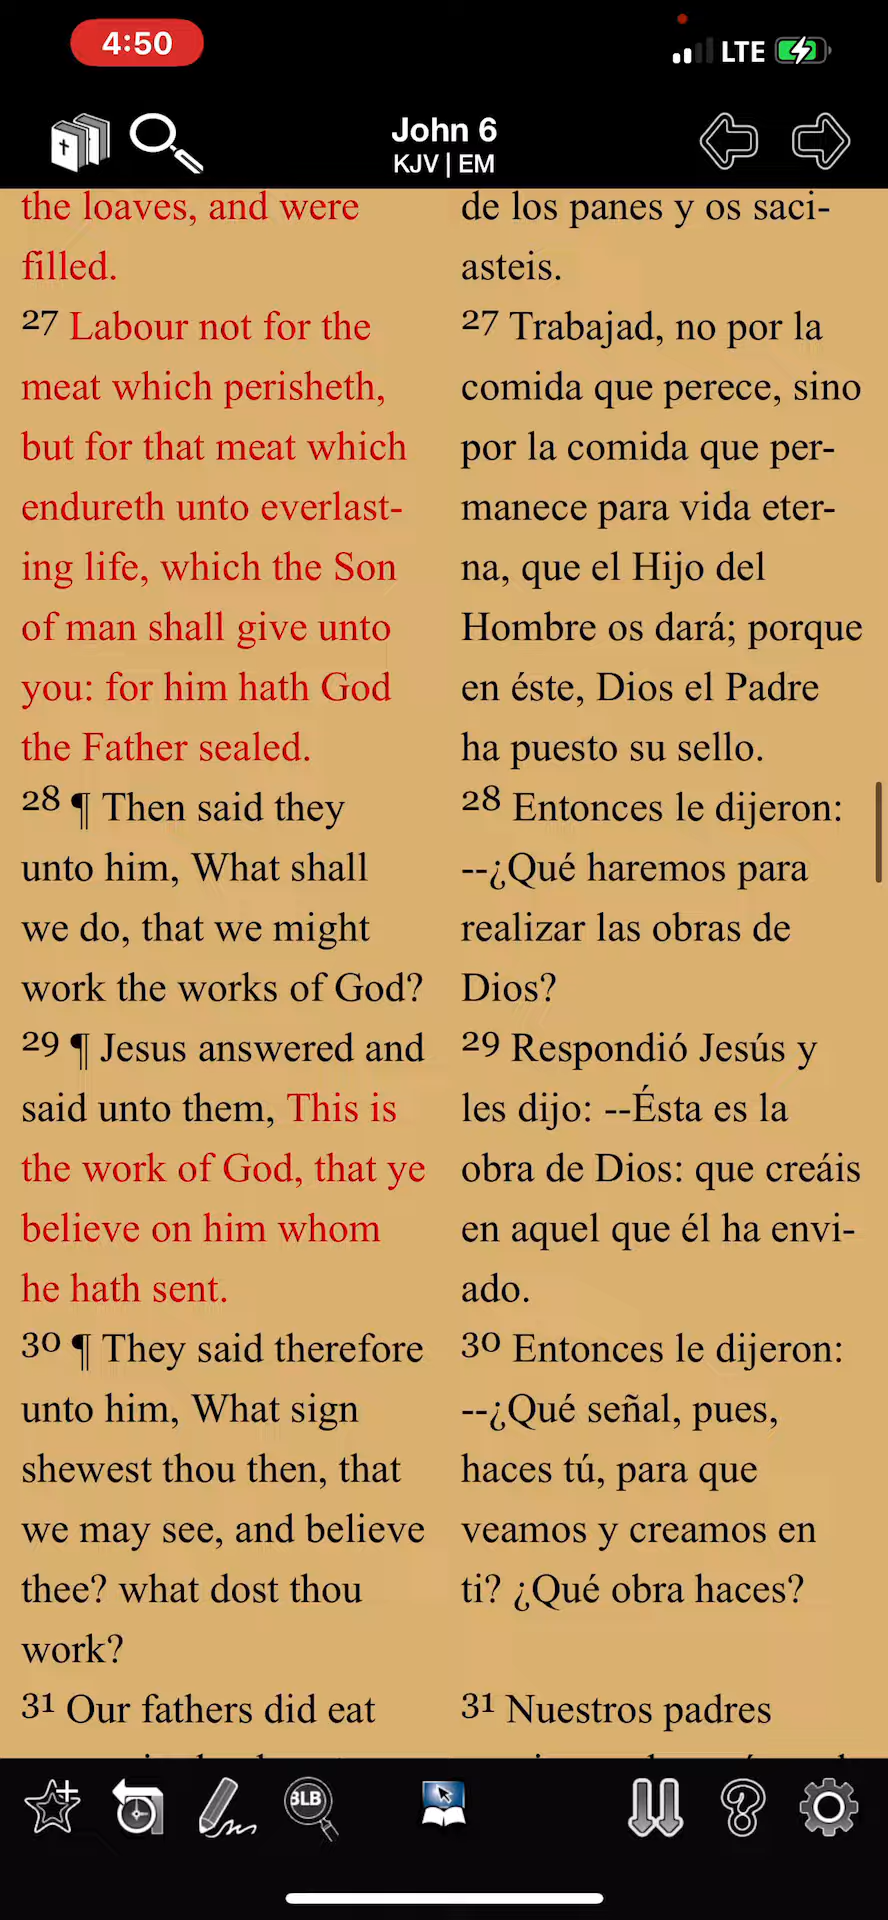 4:50
LTE
John 6
KJV | EM
the loaves, and were
filled.
27 Labour not for the
meat which perisheth,
but for that meat which
endureth unto everlast-
ing life, which the Son
of man shall give unto
you: for him hath God
the Father sealed.
28 ¶ Then said they
unto him, What shall
we do, that we might
work the works of God?
29 ¶ Jesus answered and
said unto them, This is
the work of God, that ye
believe on him whom
he hath sent.
30 ¶ They said therefore
unto him, What sign
shewest thou then, that
we may see, and believe
thee? what dost thou
work?
31 Our fathers did eat
de los panes y os saci-
asteis.
27 Trabajad, no por la
comida que perece, sino
por la comida que per-
manece para vida eter-
na, que el Hijo del
Hombre os dará; porque
en éste, Dios el Padre
ha puesto su sello.
28 Entonces le dijeron:
--¿Qué haremos para
realizar las obras de
Dios?
29 Respondió Jesús y
les dijo: --Ésta es la
obra de Dios: que creáis
en aquel que él ha envi-
ado.
30 Entonces le dijeron:
--¿Qué señal, pues,
haces tú, para que
veamos y creamos en
ti? ¿Qué obra haces?
31 Nuestros padres
BLB